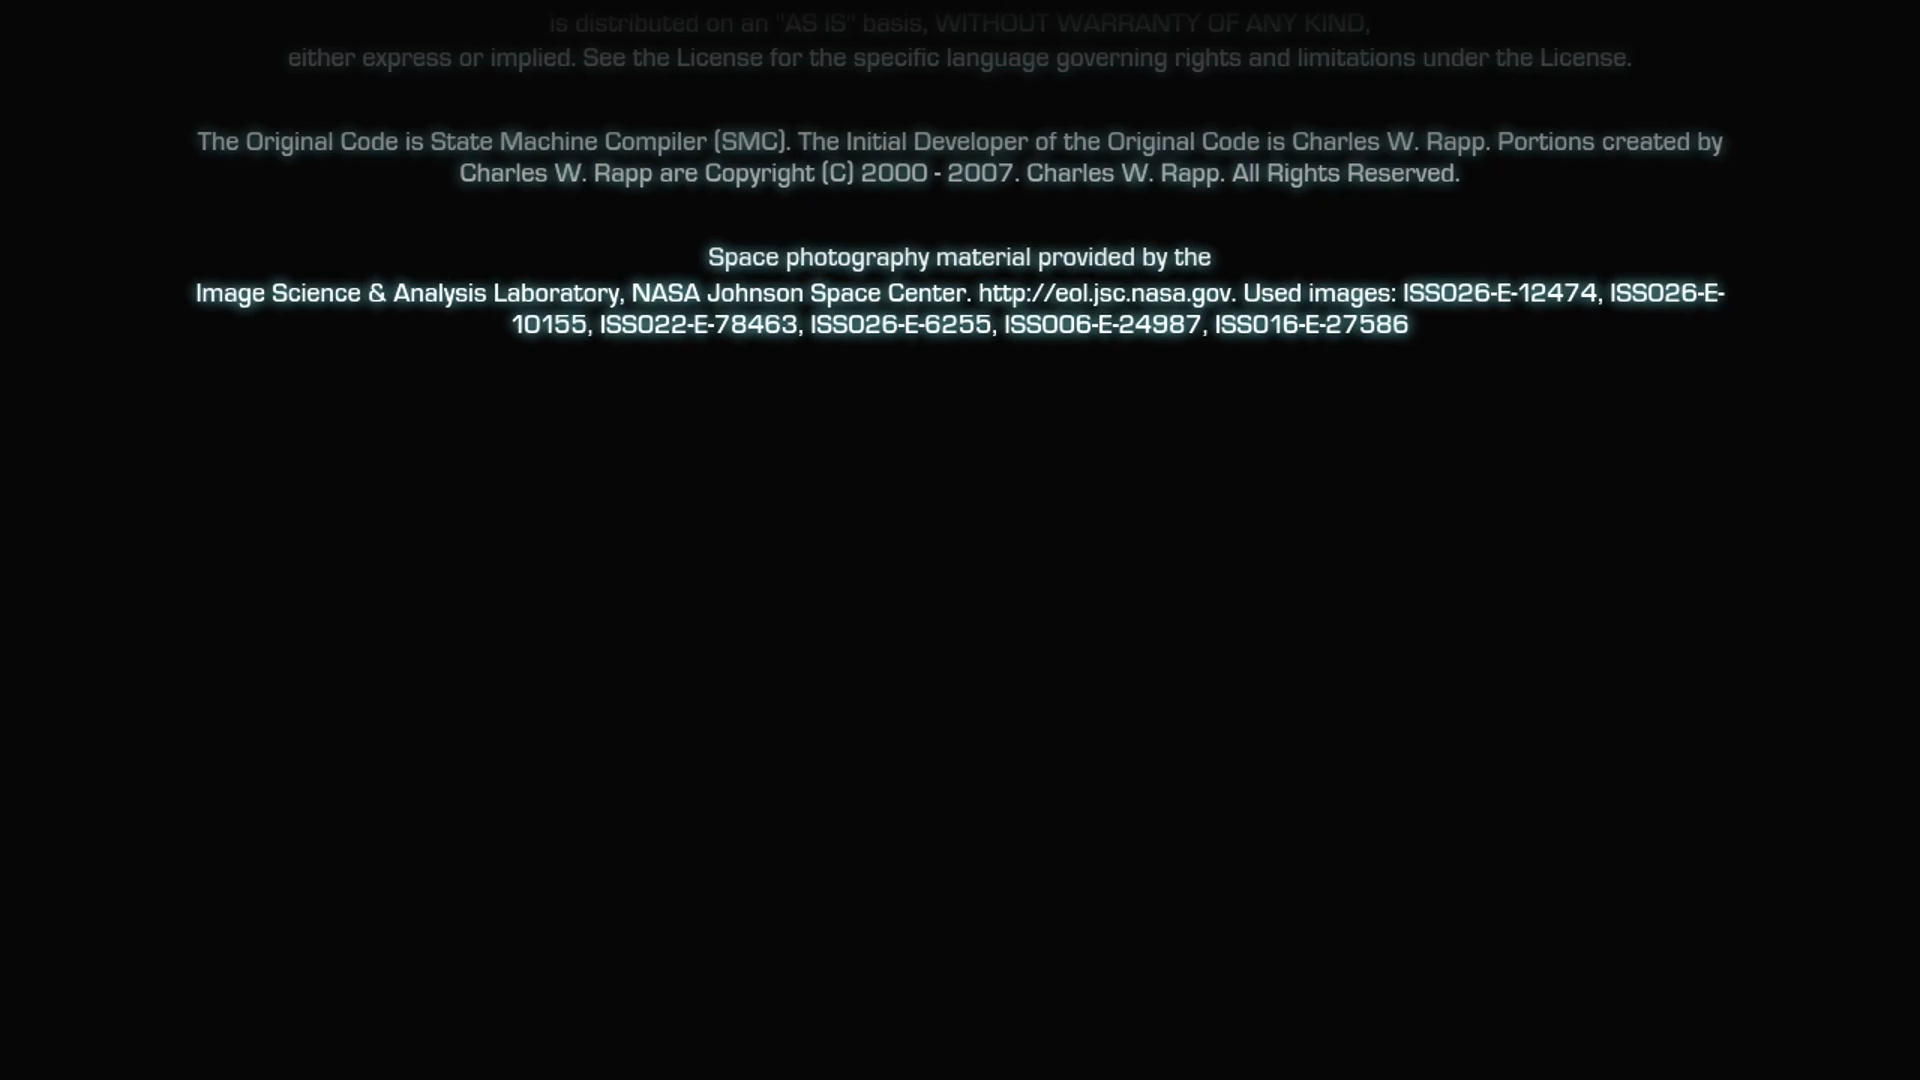 is distributed on an "AS IS" basis, WITHOUT WARRANTY OF ANY KIND,
either express or implied. See the License for the specific language governing rights and limitations under the License.
The Original Code is State Machine Compiler (SMC). The Initial Developer of the Original Code is Charles W. Rapp. Portions created by
Charles W. Rapp are Copyright (C) 2000 - 2007. Charles W. Rapp. All Rights Reserved.
Space photography material provided by the
Image Science & Analysis Laboratory, NASA Johnson Space Center. http://eol.jsc.nasa.gov. Used images: ISS026-E-12474, ISS026-E-
10155, ISS022-E-78463, ISS026-E-6255, ISS006-E-24987, ISS016-E-27586